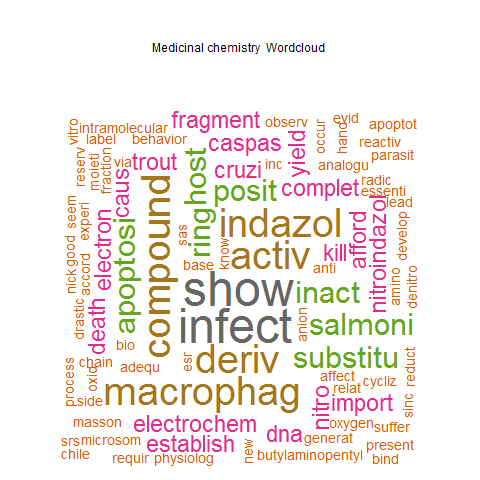 Medicinal chemistry Wordcloud
fragment
observ
evid
apoptot
vitro
intramolecular
label
behavior
caspas
yield
occur
hand
reactiv
parasit
reserv
moieti
fraction
via
trout
cruzi
inc
analogu
radic
essenti
caus
host
posit
complet
lead
seem
good
nick
experi
accord
electron
apoptosi
compound
ring
sas
indazol
afford
nitroindazol
develop
base
know
activ
kill
anti
amino
denitro
drastic
death
show
inact
infect
anion
salmoni
bio
adequ
esr
deriv
substitu
process
chain
oxid
side
macrophag
affect
relat
cycliz
reduct
nitro
import
sinc
masson
electrochem
dna
oxygen
suffer
srs
microsom
establish
new
generat
present
chile
requir
physiolog
butylaminopentyl
bind